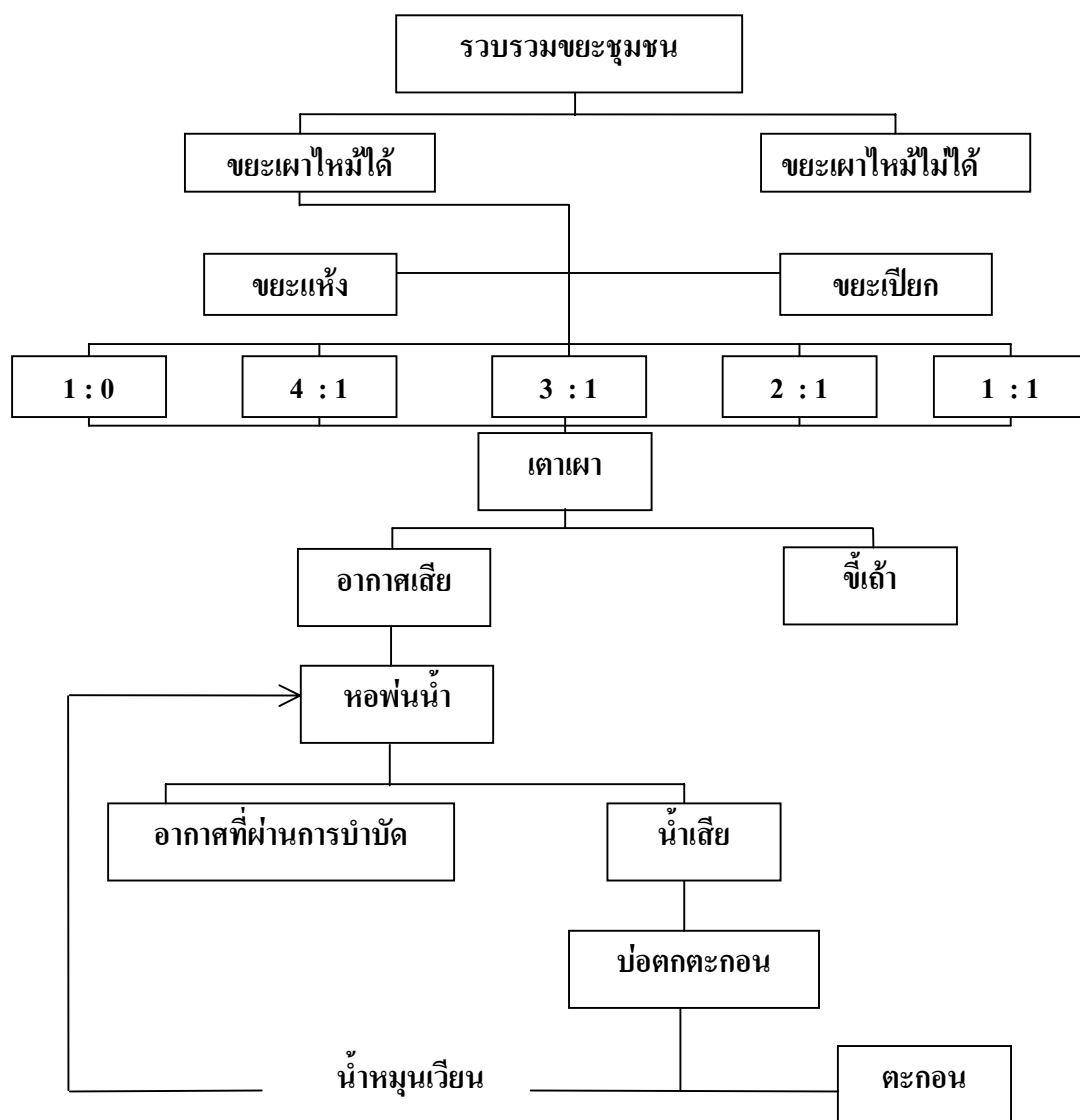 รวบรวมขยะชุมชน
ขยะเผาไหม้ได้
ขยะเผาไหม้ไม่ได้
ขยะแห้ง
ขยะเปียก
1 : 0
4 : 1
3 : 1
2 : 1
1 : 1
เตาเผา
อากาศเสีย
ขี้เถ้า
หอพ่นน้ำ
อากาศที่ผ่านการบำบัด
น้ำเสีย
บ่อตกตะกอน
น้ำหมุนเวียน
ตะกอน